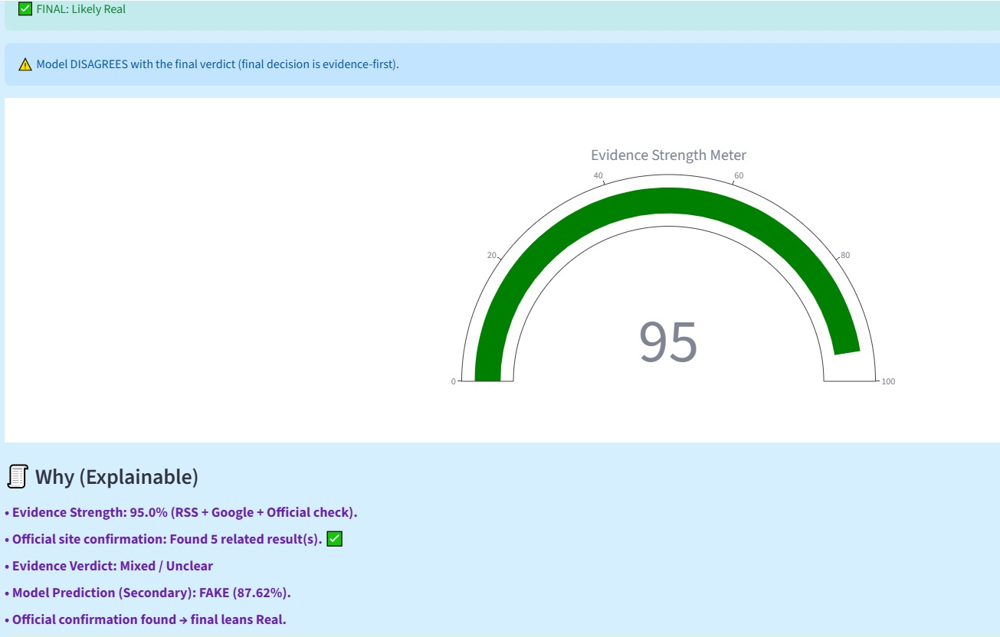 ✅ FINAL: Likely Real
⚠️ Model DISAGREES with the final verdict (final decision is evidence-first).
Evidence Strength Meter
40
60
20
80
95
0
100
Why (Explainable)
• Evidence Strength: 95.0% (RSS + Google + Official check).
• Official site confirmation: Found 5 related result(s). ✅
• Evidence Verdict: Mixed / Unclear
• Model Prediction (Secondary): FAKE (87.62%).
• Official confirmation found → final leans Real.